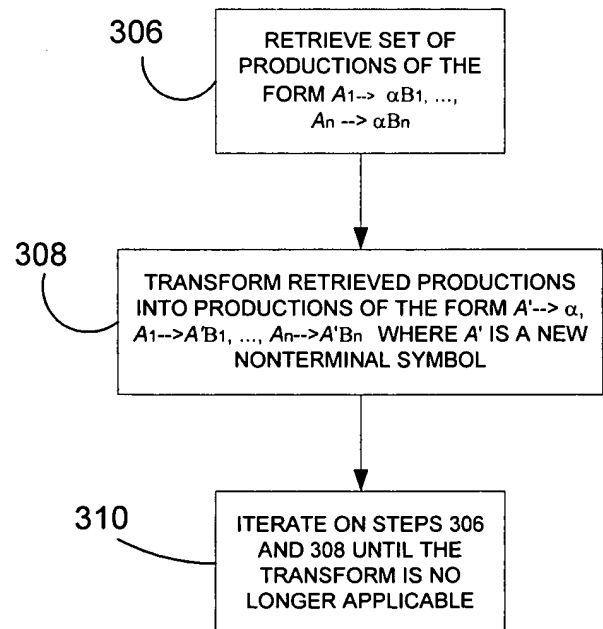 306
RETRIEVE SET OF
PRODUCTIONS OF THE
FORM A1--> αB1, ...,
An --> αBn
308
TRANSFORM RETRIEVED PRODUCTIONS
INTO PRODUCTIONS OF THE FORM A'--> α,
A1-->A'B1, ..., An-->A'Bn WHERE A' IS A NEW
NONTERMINAL SYMBOL
310
ITERATE ON STEPS 306
AND 308 UNTIL THE
TRANSFORM IS NO
LONGER APPLICABLE